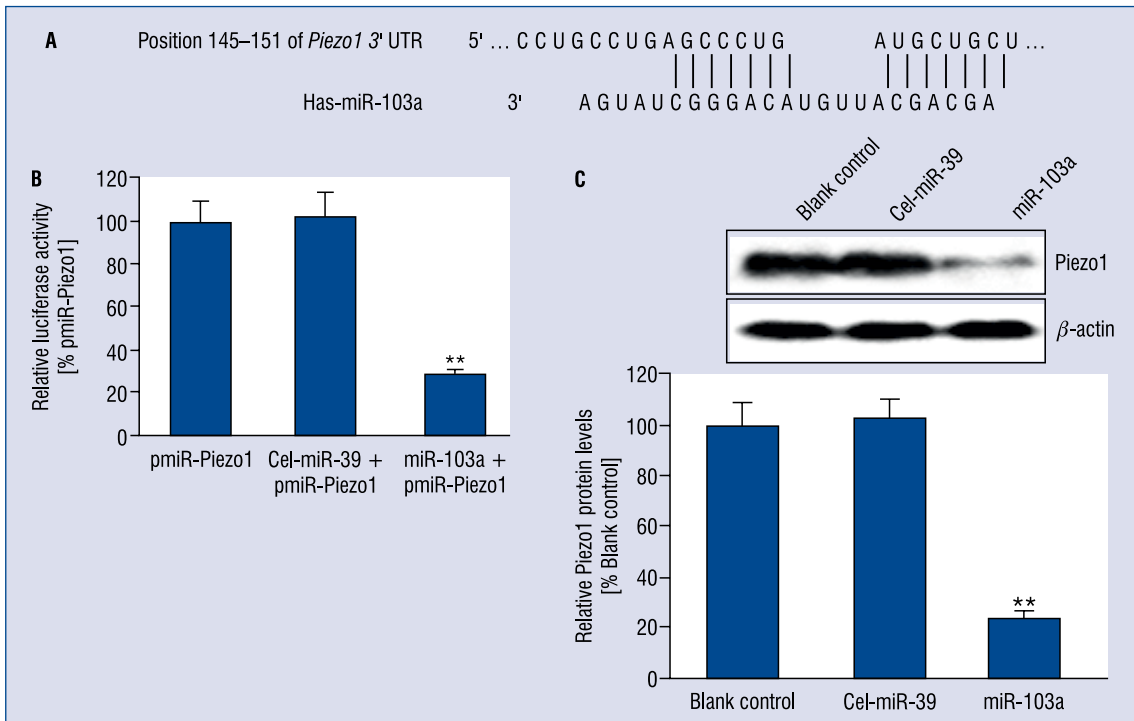 A
Position 145–151 of Piezo1 3' UTR 5' ... C C U G C C U G A G C C C U G A U G C U G C U ...
Has-miR-103a 3' A G U A U C G G G A C A U G U U A C G A C G A
B
Relative luciferase activity
[% pmiR-Piezo1]
120
100
80
60
40
20
0
**
pmiR-Piezo1
Cel-miR-39 +
pmiR-Piezo1
miR-103a +
pmiR-Piezo1
C
Blank control
Cel-miR-39
miR-103a
Piezo1
β-actin
Relative Piezo1 protein levels
[% Blank control]
120
100
80
60
40
20
0
**
Blank control
Cel-miR-39
miR-103a